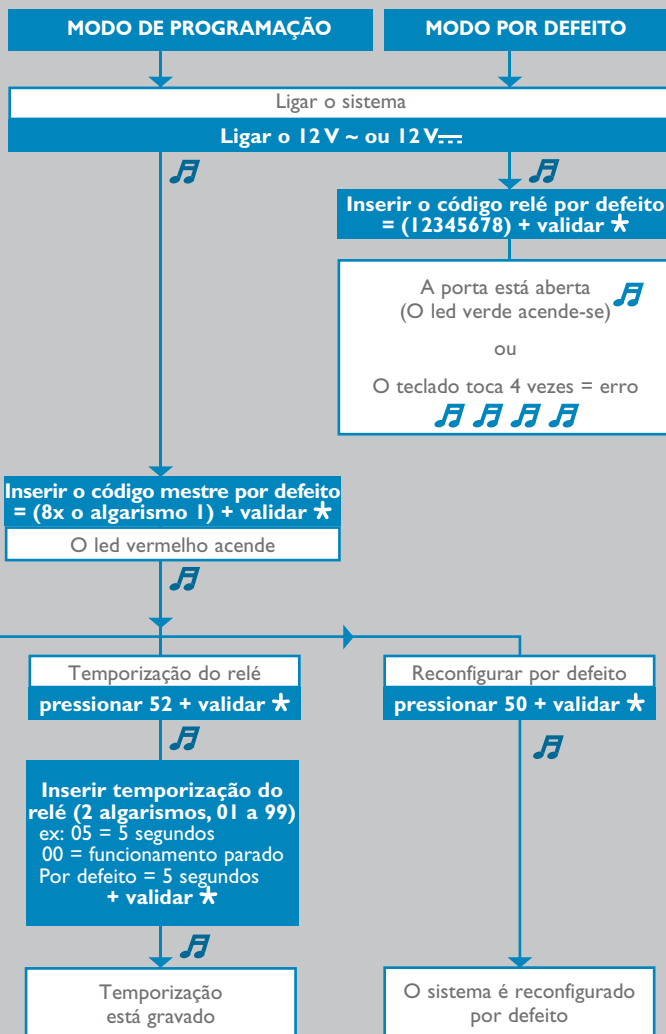 MODO DE PROGRAMAÇÃO
MODO POR DEFEITO
Ligar o sistema
Ligar o 12 V ~ ou 12 V⎓
Inserir o código relé por defeito
= (12345678) + validar *
A porta está aberta
(O led verde acende-se)
ou
O teclado toca 4 vezes = erro
Inserir o código mestre por defeito
= (8x o algarismo 1) + validar *
O led vermelho acende
Temporização do relé
pressionar 52 + validar *
Inserir temporização do
relé (2 algarismos, 01 a 99)
ex: 05 = 5 segundos
00 = funcionamento parado
Por defeito = 5 segundos
+ validar *
Temporização
está gravado
Reconfigurar por defeito
pressionar 50 + validar *
O sistema é reconfigurado
por defeito